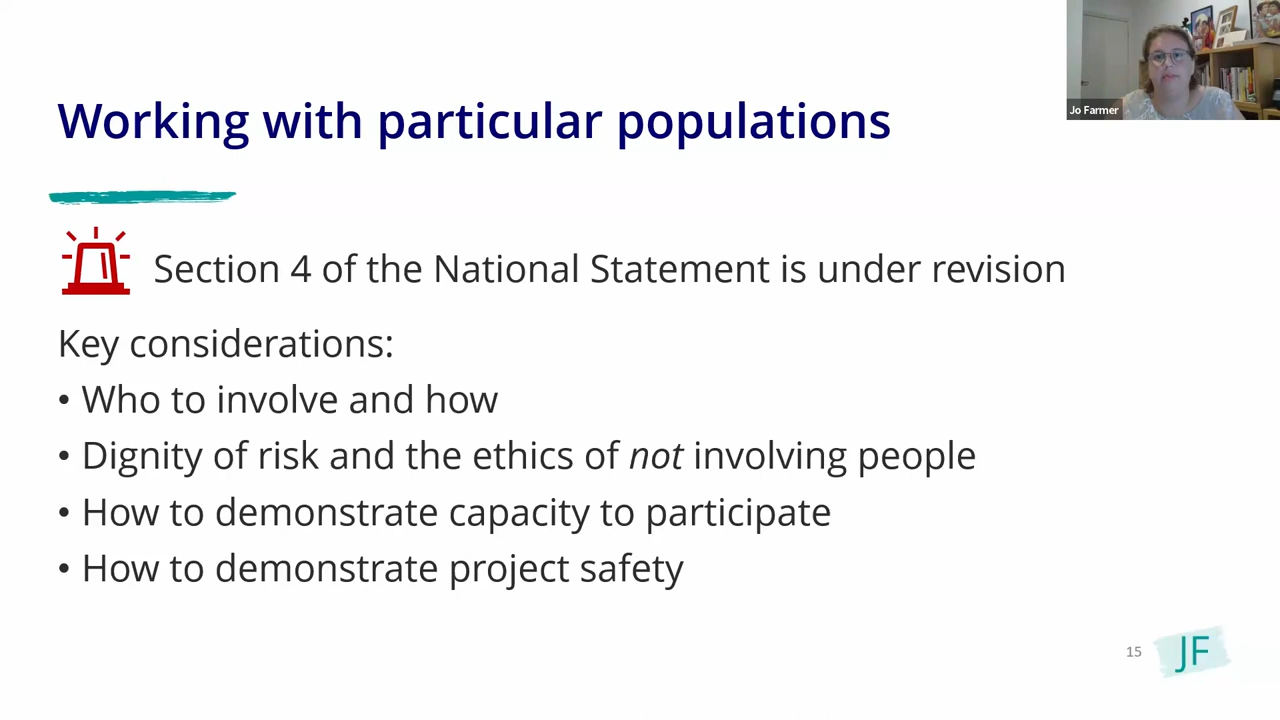 Jo Farmer
Working with particular populations
Section 4 of the National Statement is under revision
Key considerations:
• Who to involve and how
• Dignity of risk and the ethics of not involving people
• How to demonstrate capacity to participate
• How to demonstrate project safety
15
JF